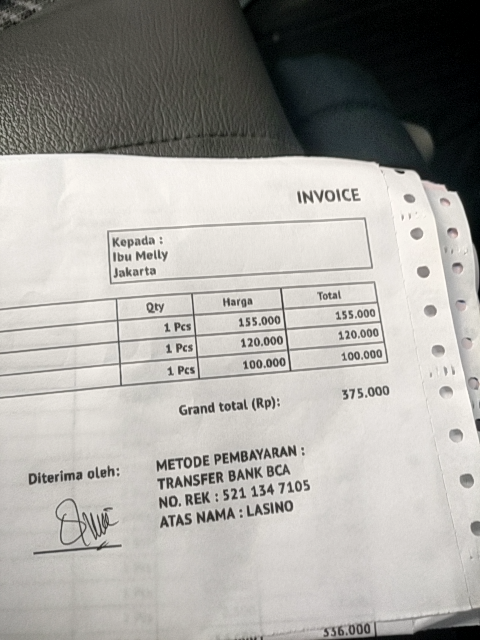 INVOICE
Kepada :
Ibu Melly
Jakarta
Qty Harga Total
1 Pcs 155.000 155.000
1 Pcs 120.000 120.000
1 Pcs 100.000 100.000
Grand total (Rp): 375.000
Diterima oleh:
METODE PEMBAYARAN :
TRANSFER BANK BCA
NO. REK : 521 134 7105
ATAS NAMA : LASINO
336.000